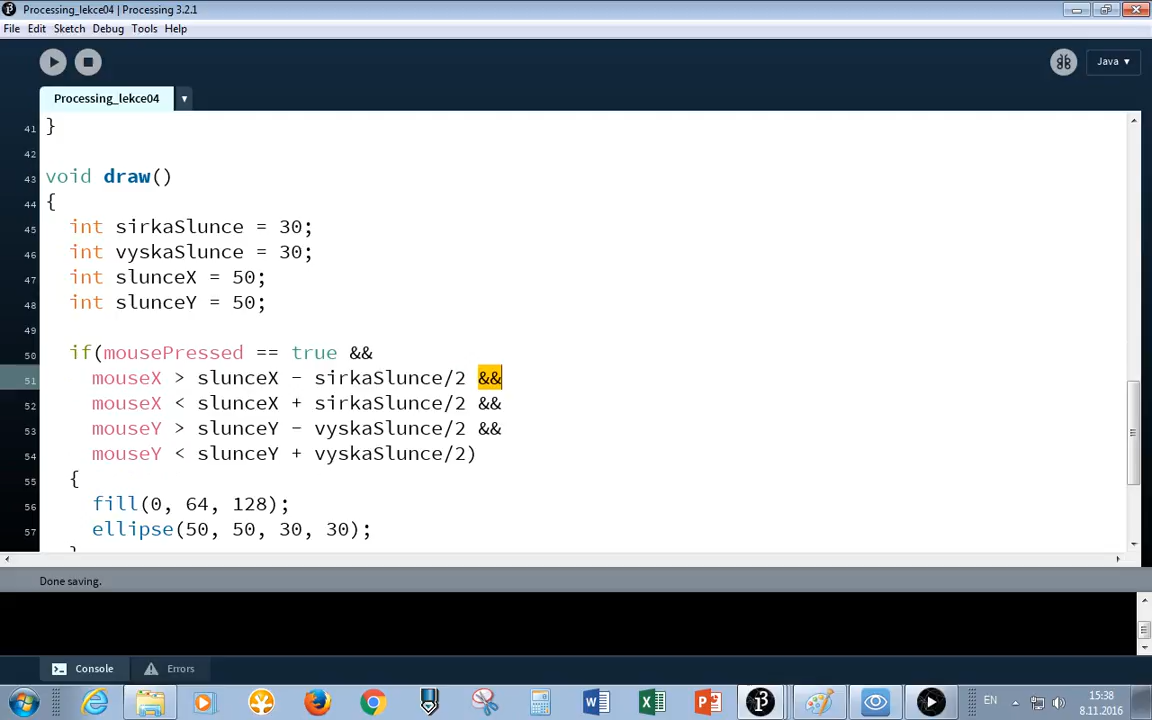 Processing_lekce04 | Processing 3.2.1
File Edit Sketch Debug Tools Help
Java ▾
Processing_lekce04 ▾
41 }
42
43 void draw()
44 {
45 int sirkaSlunce = 30;
46 int vyskaSlunce = 30;
47 int slunceX = 50;
48 int slunceY = 50;
49
50 if(mousePressed == true &&
51 mouseX > slunceX - sirkaSlunce/2 &&
52 mouseX < slunceX + sirkaSlunce/2 &&
53 mouseY > slunceY - vyskaSlunce/2 &&
54 mouseY < slunceY + vyskaSlunce/2)
55 {
56 fill(0, 64, 128);
57 ellipse(50, 50, 30, 30);
Done saving.
Console Errors
EN
15:38
8.11.2016